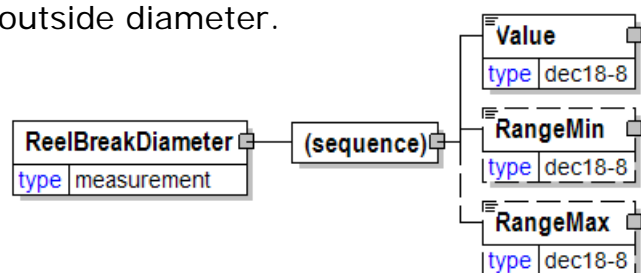 outside diameter.
Value
type dec18-8
RangeMin
type dec18-8
ReelBreakDiameter
type measurement
(sequence)
RangeMax
type dec18-8